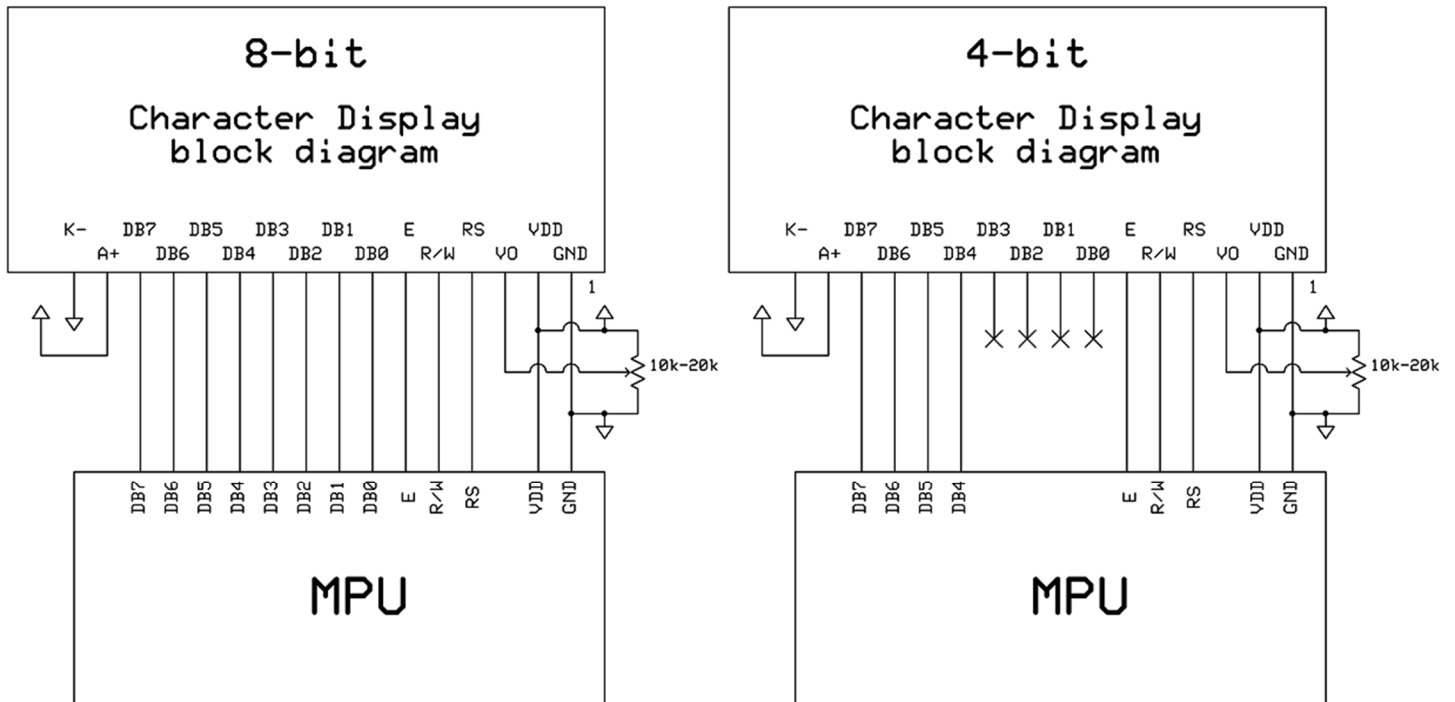 8-bit
Character Display
block diagram
K- DB7 DB5 DB3 DB1 E RS VDD
A+ DB6 DB4 DB2 DB0 R/W VO GND
1
10k-20k
DB7 DB6 DB5 DB4 DB3 DB2 DB1 DB0 E R/W RS VDD GND
MPU
4-bit
Character Display
block diagram
K- DB7 DB5 DB3 DB1 E RS VDD
A+ DB6 DB4 DB2 DB0 R/W VO GND
1
10k-20k
DB7 DB6 DB5 DB4 E R/W RS VDD GND
MPU